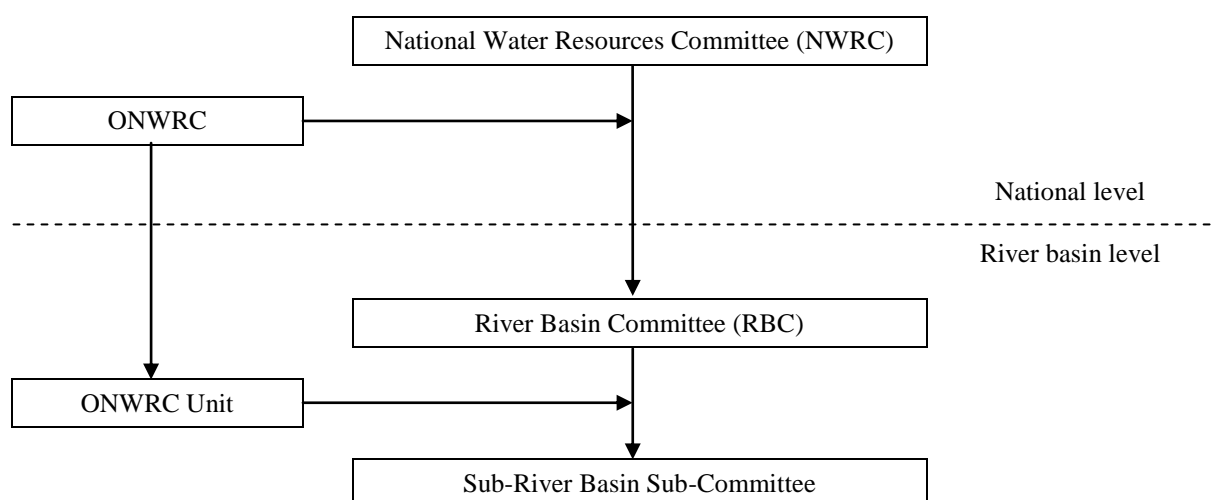 National Water Resources Committee (NWRC)
ONWRC
National level
River basin level
River Basin Committee (RBC)
ONWRC Unit
Sub-River Basin Sub-Committee